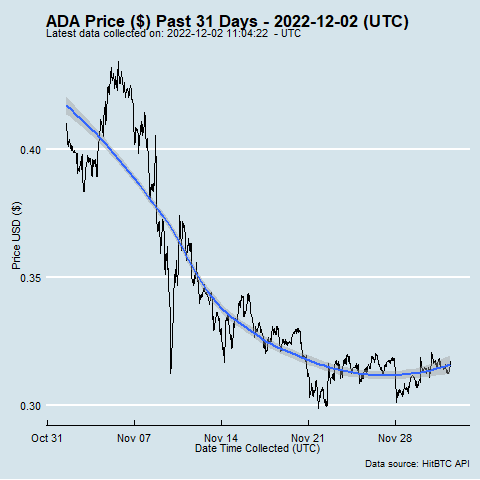 ADA Price ($) Past 31 Days - 2022-12-02 (UTC)
Latest data collected on: 2022-12-02 11:04:22  - UTC
0.40
0.35
0.30
Price USD ($)
Oct 31 Nov 07 Nov 14 Nov 21 Nov 28
Date Time Collected (UTC)
Data source: HitBTC API